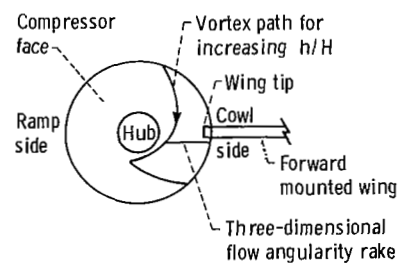 Compressor
face
Vortex path for
increasing h/H
Wing tip
Ramp
side
Hub
Cowl
side
Forward
mounted wing
Three-dimensional
flow angularity rake